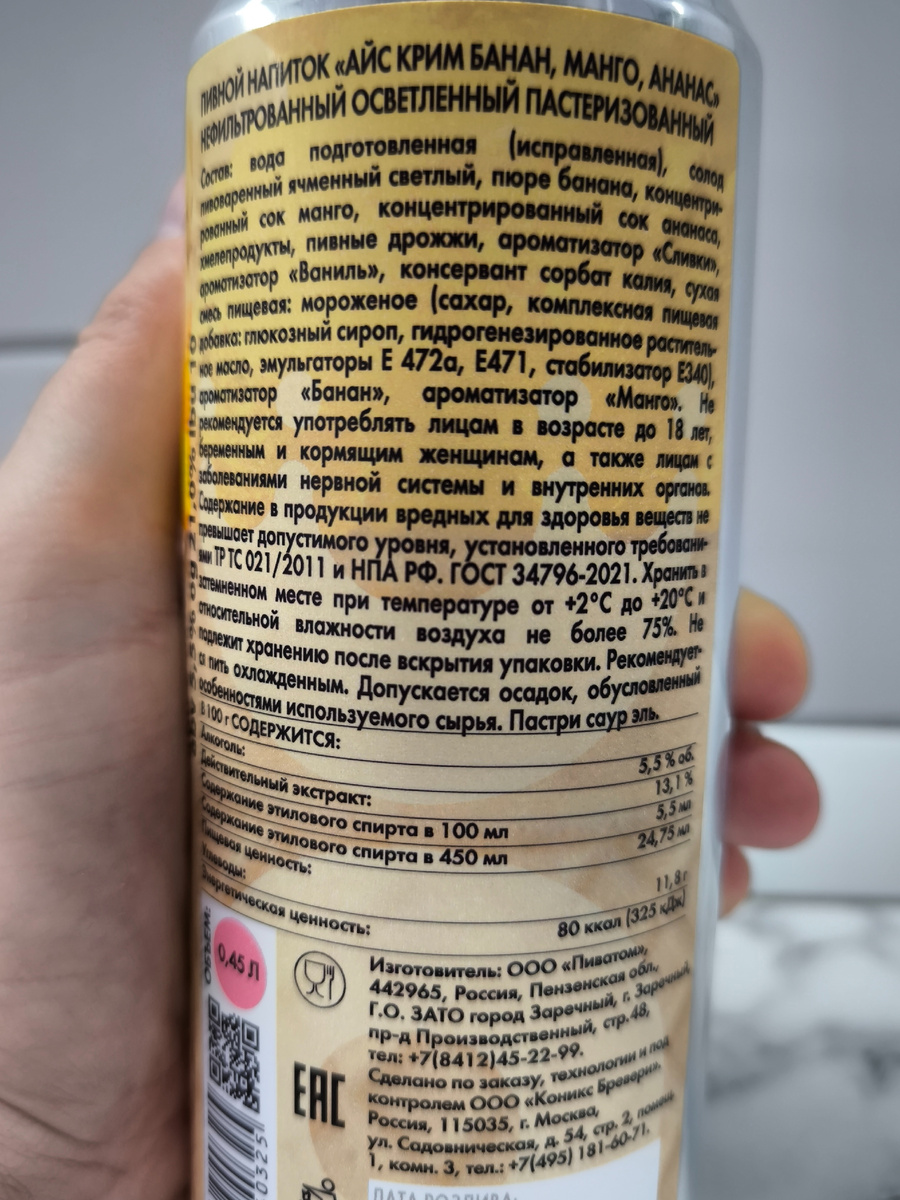 ПИВНОЙ НАПИТОК «АЙС КРИМ БАНАН, МАНГО, АНАНАС»
НЕФИЛЬТРОВАННЫЙ ОСВЕТЛЕННЫЙ ПАСТЕРИЗОВАННЫЙ
Состав: вода подготовленная (исправленная), солод
пивоваренный ячменный светлый, пюре банана, концентри-
рованный сок манго, концентрированный сок ананаса,
хмелепродукты, пивные дрожжи, ароматизатор «Сливки»,
ароматизатор «Ваниль», консервант сорбат калия, сухая
смесь пищевая: мороженое (сахар, комплексная пищевая
добавка: глюкозный сироп, гидрогенезированное раститель-
ное масло, эмульгаторы Е 472а, Е471, стабилизатор Е340),
ароматизатор «Банан», ароматизатор «Манго». Не
рекомендуется употреблять лицам в возрасте до 18 лет,
беременным и кормящим женщинам, а также лицам с
заболеваниями нервной системы и внутренних органов.
Содержание в продукции вредных для здоровья веществ не
превышает допустимого уровня, установленного требовани-
ями ТР ТС 021/2011 и НПА РФ. ГОСТ 34796-2021. Хранить в
затемненном месте при температуре от +2°С до +20°С и
относительной влажности воздуха не более 75%. Не
подлежит хранению после вскрытия упаковки. Рекомендует-
ся пить охлажденным. Допускается осадок, обусловленный
особенностями используемого сырья. Пастри саур эль.
В 100 г СОДЕРЖИТСЯ:
Алкоголь: 5,5 % об.
Действительный экстракт: 13,1 %
Содержание этилового спирта в 100 мл 5,5 мл
Содержание этилового спирта в 450 мл 24,75 мл
Пищевая ценность:
Углеводы: 11,8 г
Энергетическая ценность: 80 ккал (325 кДж)
ОБЪЕМ:
0,45 Л
Изготовитель: ООО «Пиватом»,
442965, Россия, Пензенская обл.,
Г.О. ЗАТО город Заречный, г. Заречный,
пр-д Производственный, стр.48,
тел: +7(8412)45-22-99.
Сделано по заказу, технологии и под
контролем ООО «Коникс Бревери»,
Россия, 115035, г. Москва,
ул. Садовническая, д. 54, стр. 2, помещ.
1, комн. 3, тел.: +7(495) 181-60-71.
EAC
03251
ДАТА РОЗЛИВА: